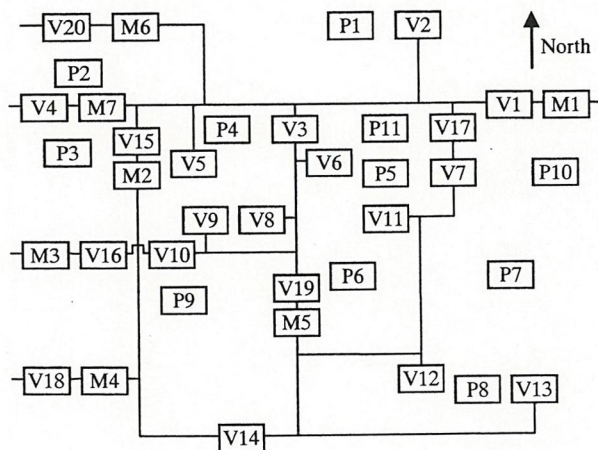 V20 M6 P1 V2
North
P2
V4 M7 V1 M1
V15 P4 V3 P11 V17
P3 V5 V6 P5 V7 P10
M2
V9 V8 V11
M3 V16 V10
P9 V19 P6 P7
M5
V18 M4 V12 P8 V13
V14